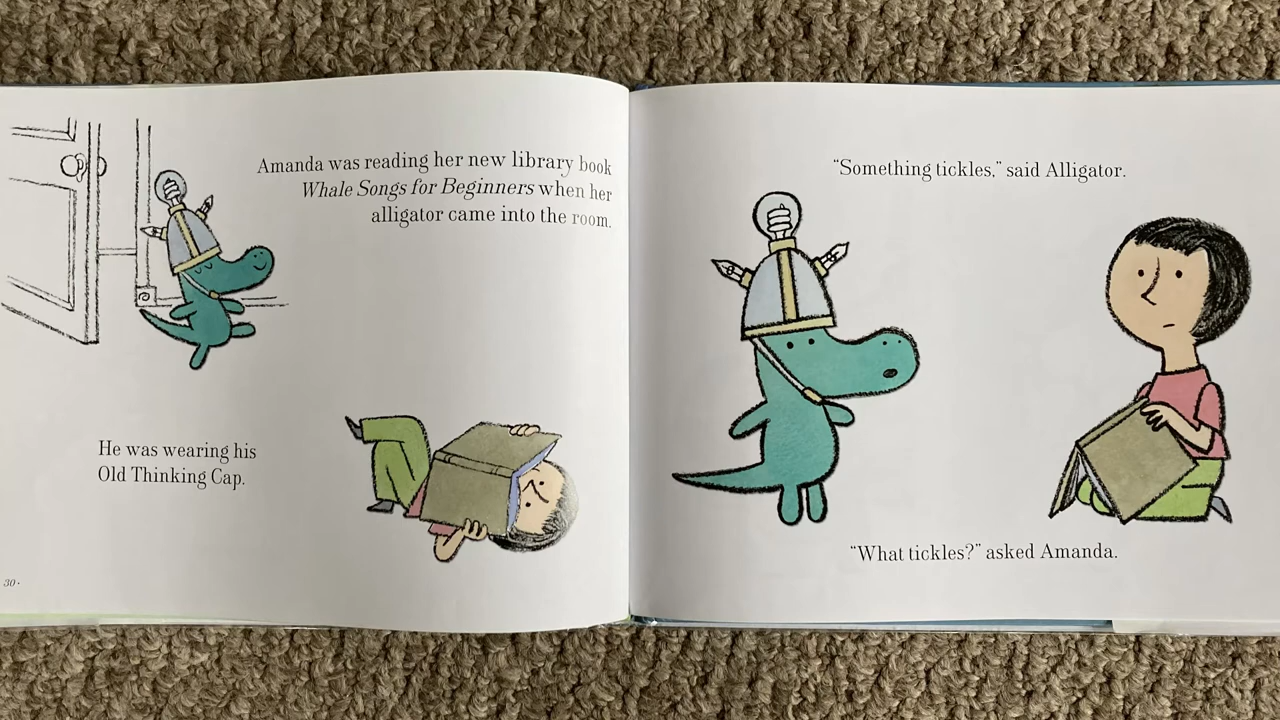 Amanda was reading her new library book
Whale Songs for Beginners when her
alligator came into the room.
He was wearing his
Old Thinking Cap.
30·
“Something tickles,” said Alligator.
“What tickles?” asked Amanda.